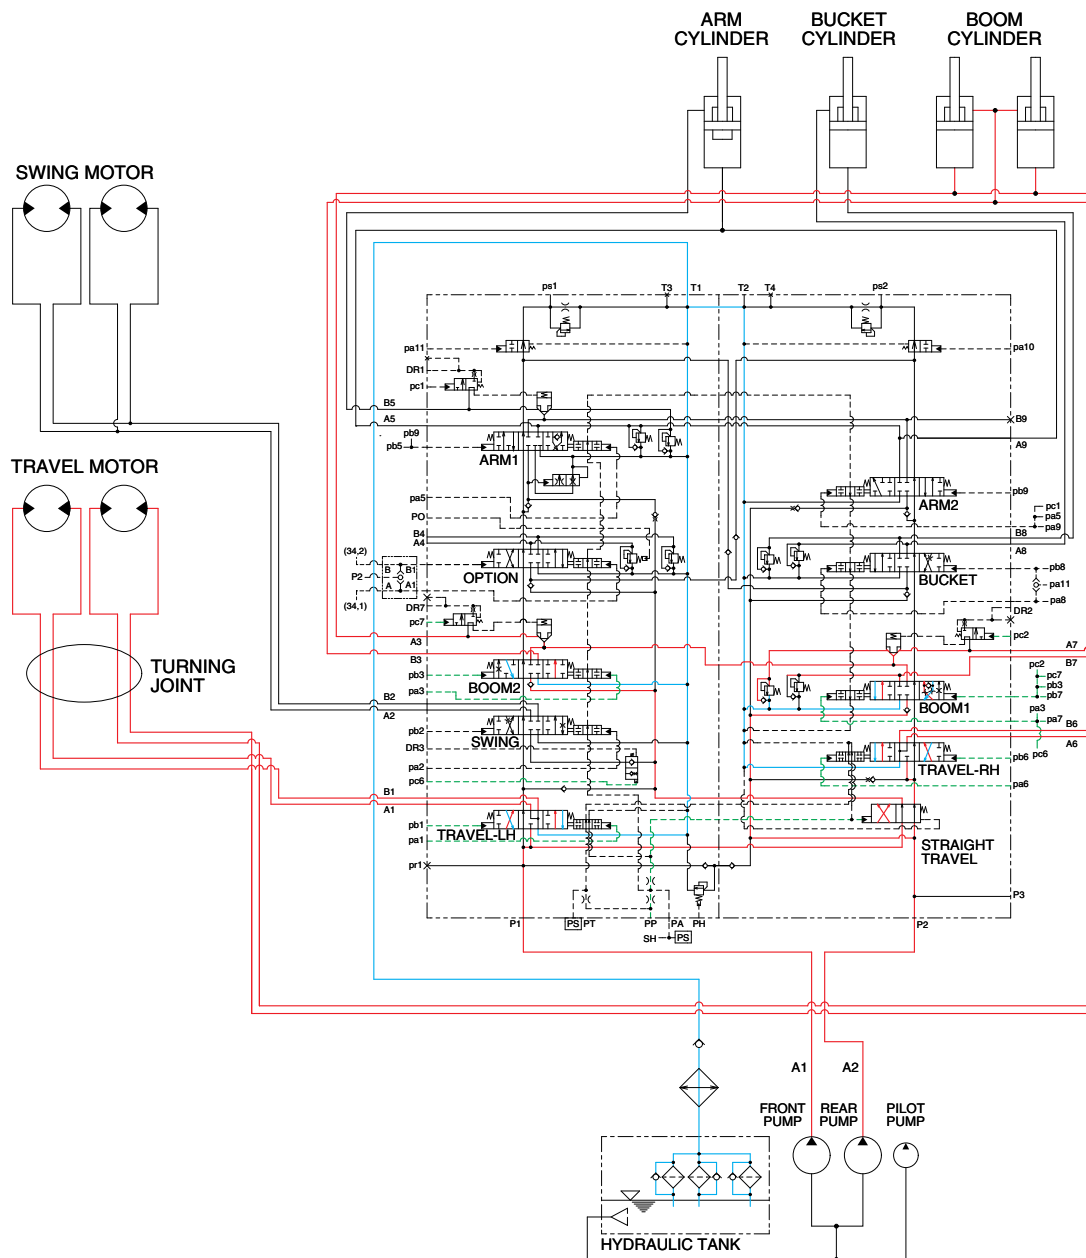 ARM
CYLINDER
BUCKET
CYLINDER
BOOM
CYLINDER
SWING MOTOR
TRAVEL MOTOR
TURNING
JOINT
ps1
T3
T1
T2
T4
ps2
pa11
pa10
DR1
pc1
B5
A5
B9
A9
pb9
pb5
ARM1
ARM2
pb9
pc1
pa5
pa9
pa5
PO
B4
A4
B8
A8
(34,2)
B
B1
P2
A
A1
(34,1)
OPTION
BUCKET
pb8
pa11
pa8
DR7
pc7
DR2
pc2
A3
A7
B3
B7
pb3
BOOM2
pa3
BOOM1
pc2
pc7
pb3
pb7
pa3
pa7
B2
A2
B6
A6
pb2
SWING
DR3
pa2
pc6
pc6
TRAVEL-RH
pb6
pa6
B1
A1
pb1
TRAVEL-LH
pa1
STRAIGHT
TRAVEL
pr1
P3
P1
PS
PT
PP
PA
PH
P2
SH
PS
A1
A2
FRONT
PUMP
REAR
PUMP
PILOT
PUMP
HYDRAULIC TANK